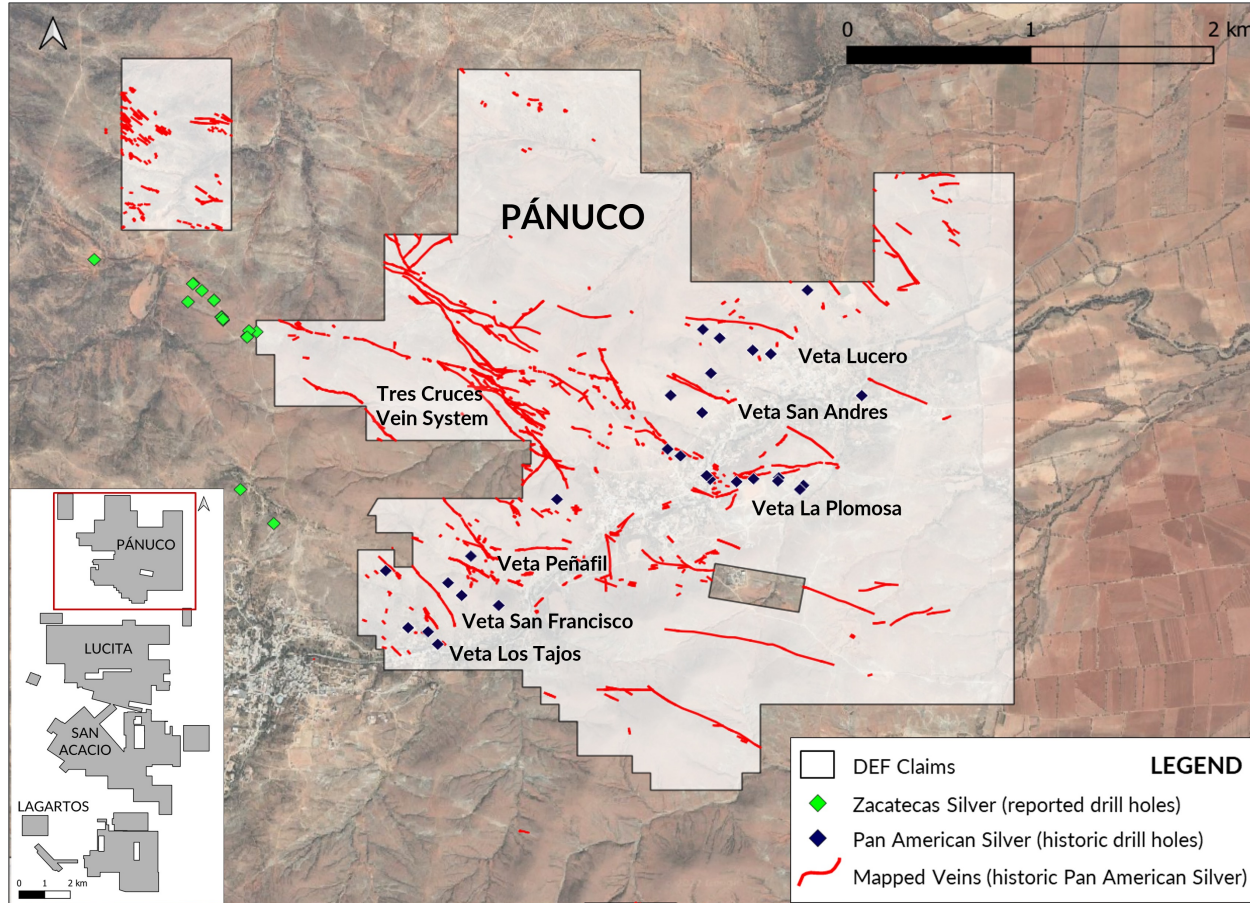 0 1 2 km
PÁNUCO
Veta Lucero
Tres Cruces
Vein System
Veta San Andres
Veta La Plomosa
Veta Peñafil
Veta San Francisco
Veta Los Tajos
PÁNUCO
LUCITA
SAN
ACACIO
LAGARTOS
0 1 2 km
DEF Claims LEGEND
Zacatecas Silver (reported drill holes)
Pan American Silver (historic drill holes)
Mapped Veins (historic Pan American Silver)